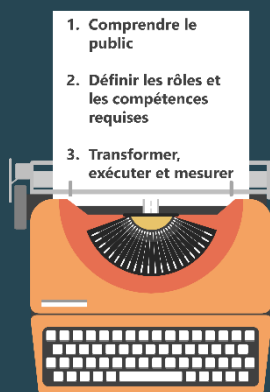 1. Comprendre le
public
2. Définir les rôles et
les compétences
requises
3. Transformer,
exécuter et mesurer